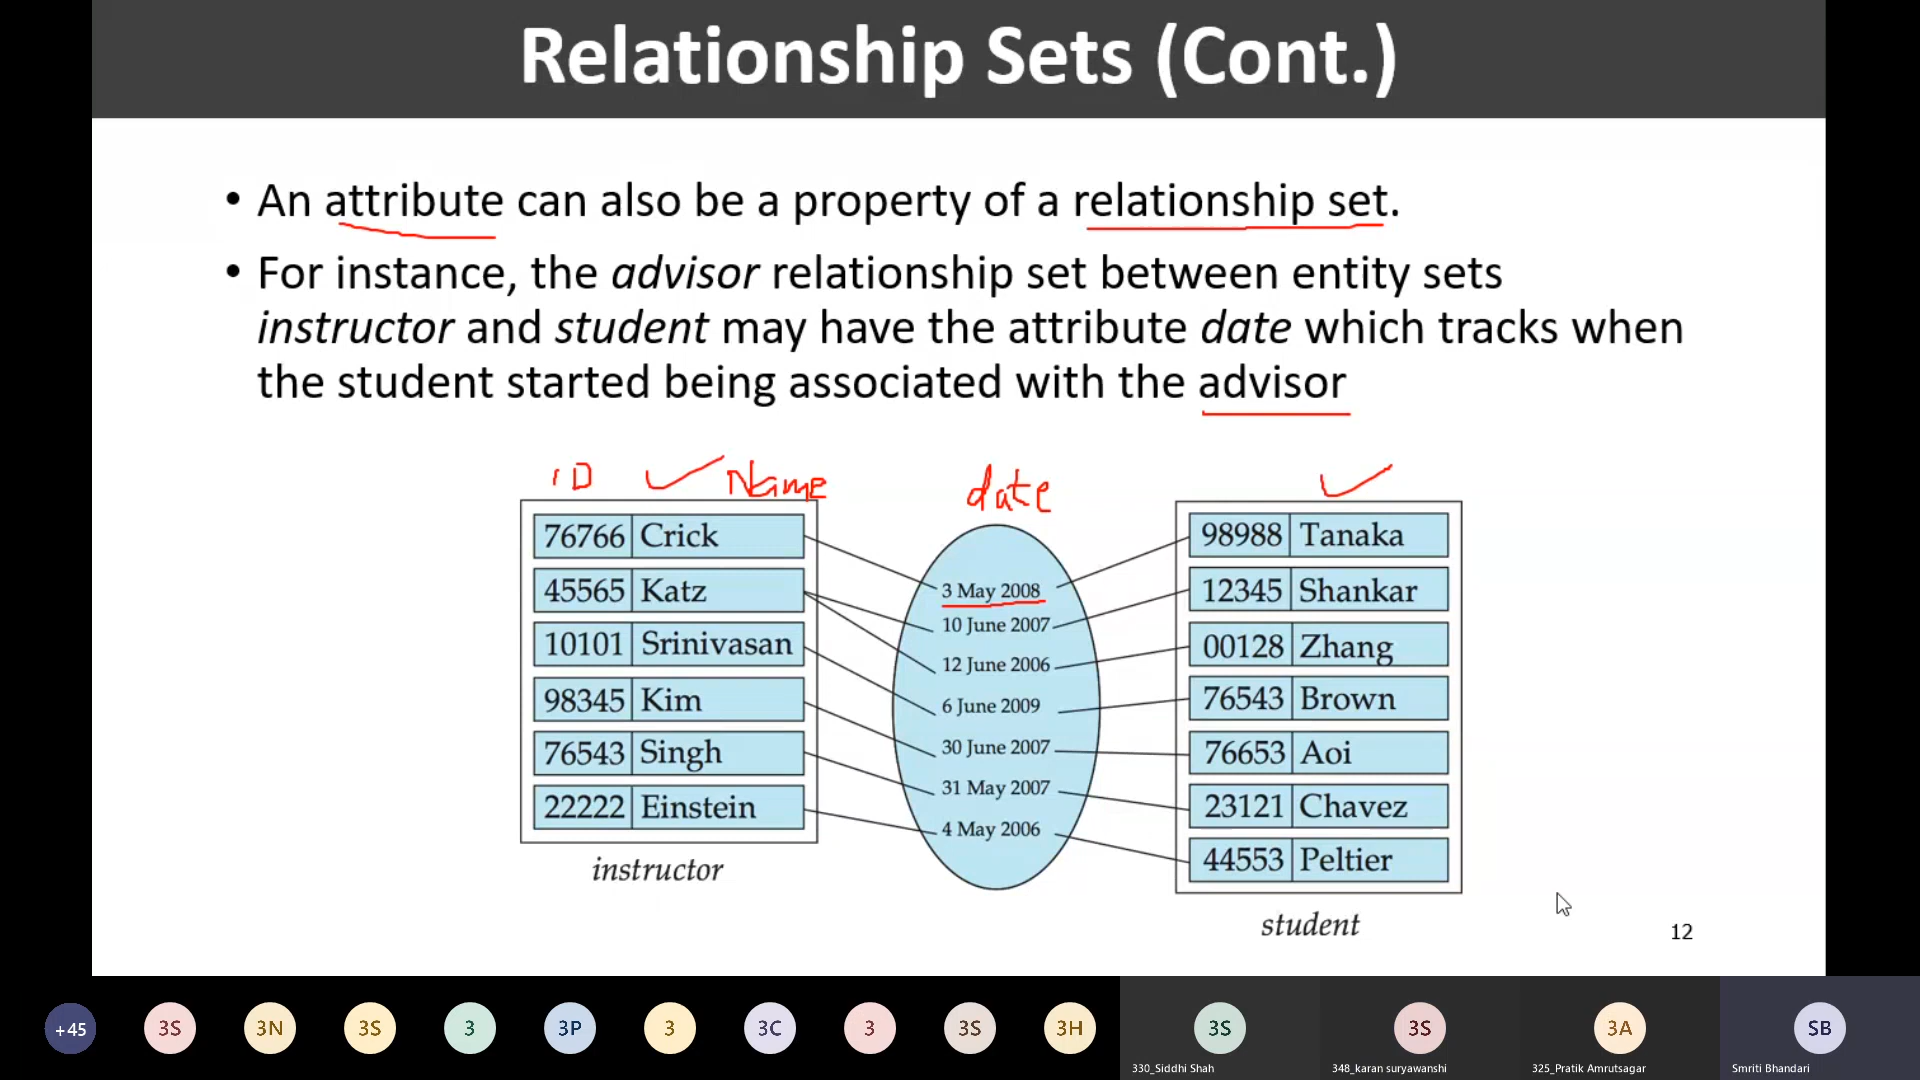 Relationship Sets (Cont.)
• An attribute can also be a property of a relationship set.
• For instance, the advisor relationship set between entity sets
instructor and student may have the attribute date which tracks when
the student started being associated with the advisor
ID Name date
76766 Crick
45565 Katz
10101 Srinivasan
98345 Kim
76543 Singh
22222 Einstein
instructor
3 May 2008
10 June 2007
12 June 2006
6 June 2009
30 June 2007
31 May 2007
4 May 2006
98988 Tanaka
12345 Shankar
00128 Zhang
76543 Brown
76653 Aoi
23121 Chavez
44553 Peltier
student
12
+45 3S 3N 3S 3 3P 3 3C 3 3S 3H 3S 3S 3A SB
330_Siddhi Shah 348_karan suryawanshi 325_Pratik Amrutsagar Smriti Bhandari